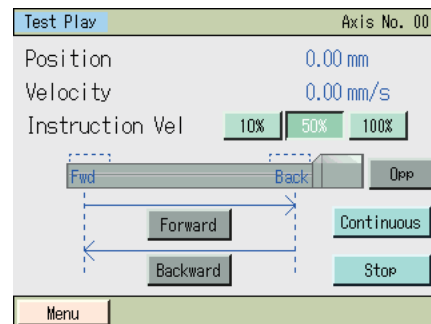 Test Play Axis No. 00
Position 0.00 mm
Velocity 0.00 mm/s
Instruction Vel 10% 50% 100%
Fwd Back Opp
Forward Continuous
Backward Stop
Menu